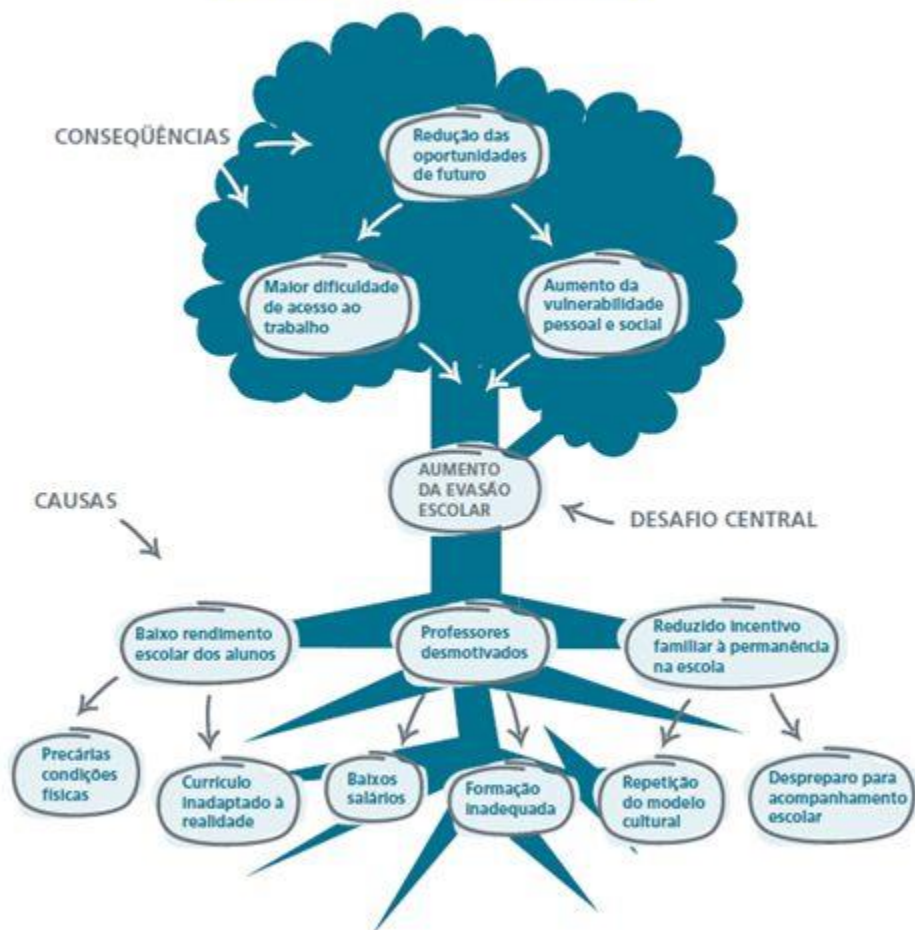 CONSEQÜÊNCIAS
Redução das
oportunidades
de futuro
Maior dificuldade
de acesso ao
trabalho
Aumento da
vulnerabilidade
pessoal e social
AUMENTO
DA EVASÃO
ESCOLAR
CAUSAS
DESAFIO CENTRAL
Baixo rendimento
escolar dos alunos
Professores
desmotivados
Reduzido incentivo
familiar à permanência
na escola
Precárias
condições
físicas
Currículo
inadaptado à
realidade
Baixos
salários
Formação
inadequada
Repetição
do modelo
cultural
Despreparo para
acompanhamento
escolar